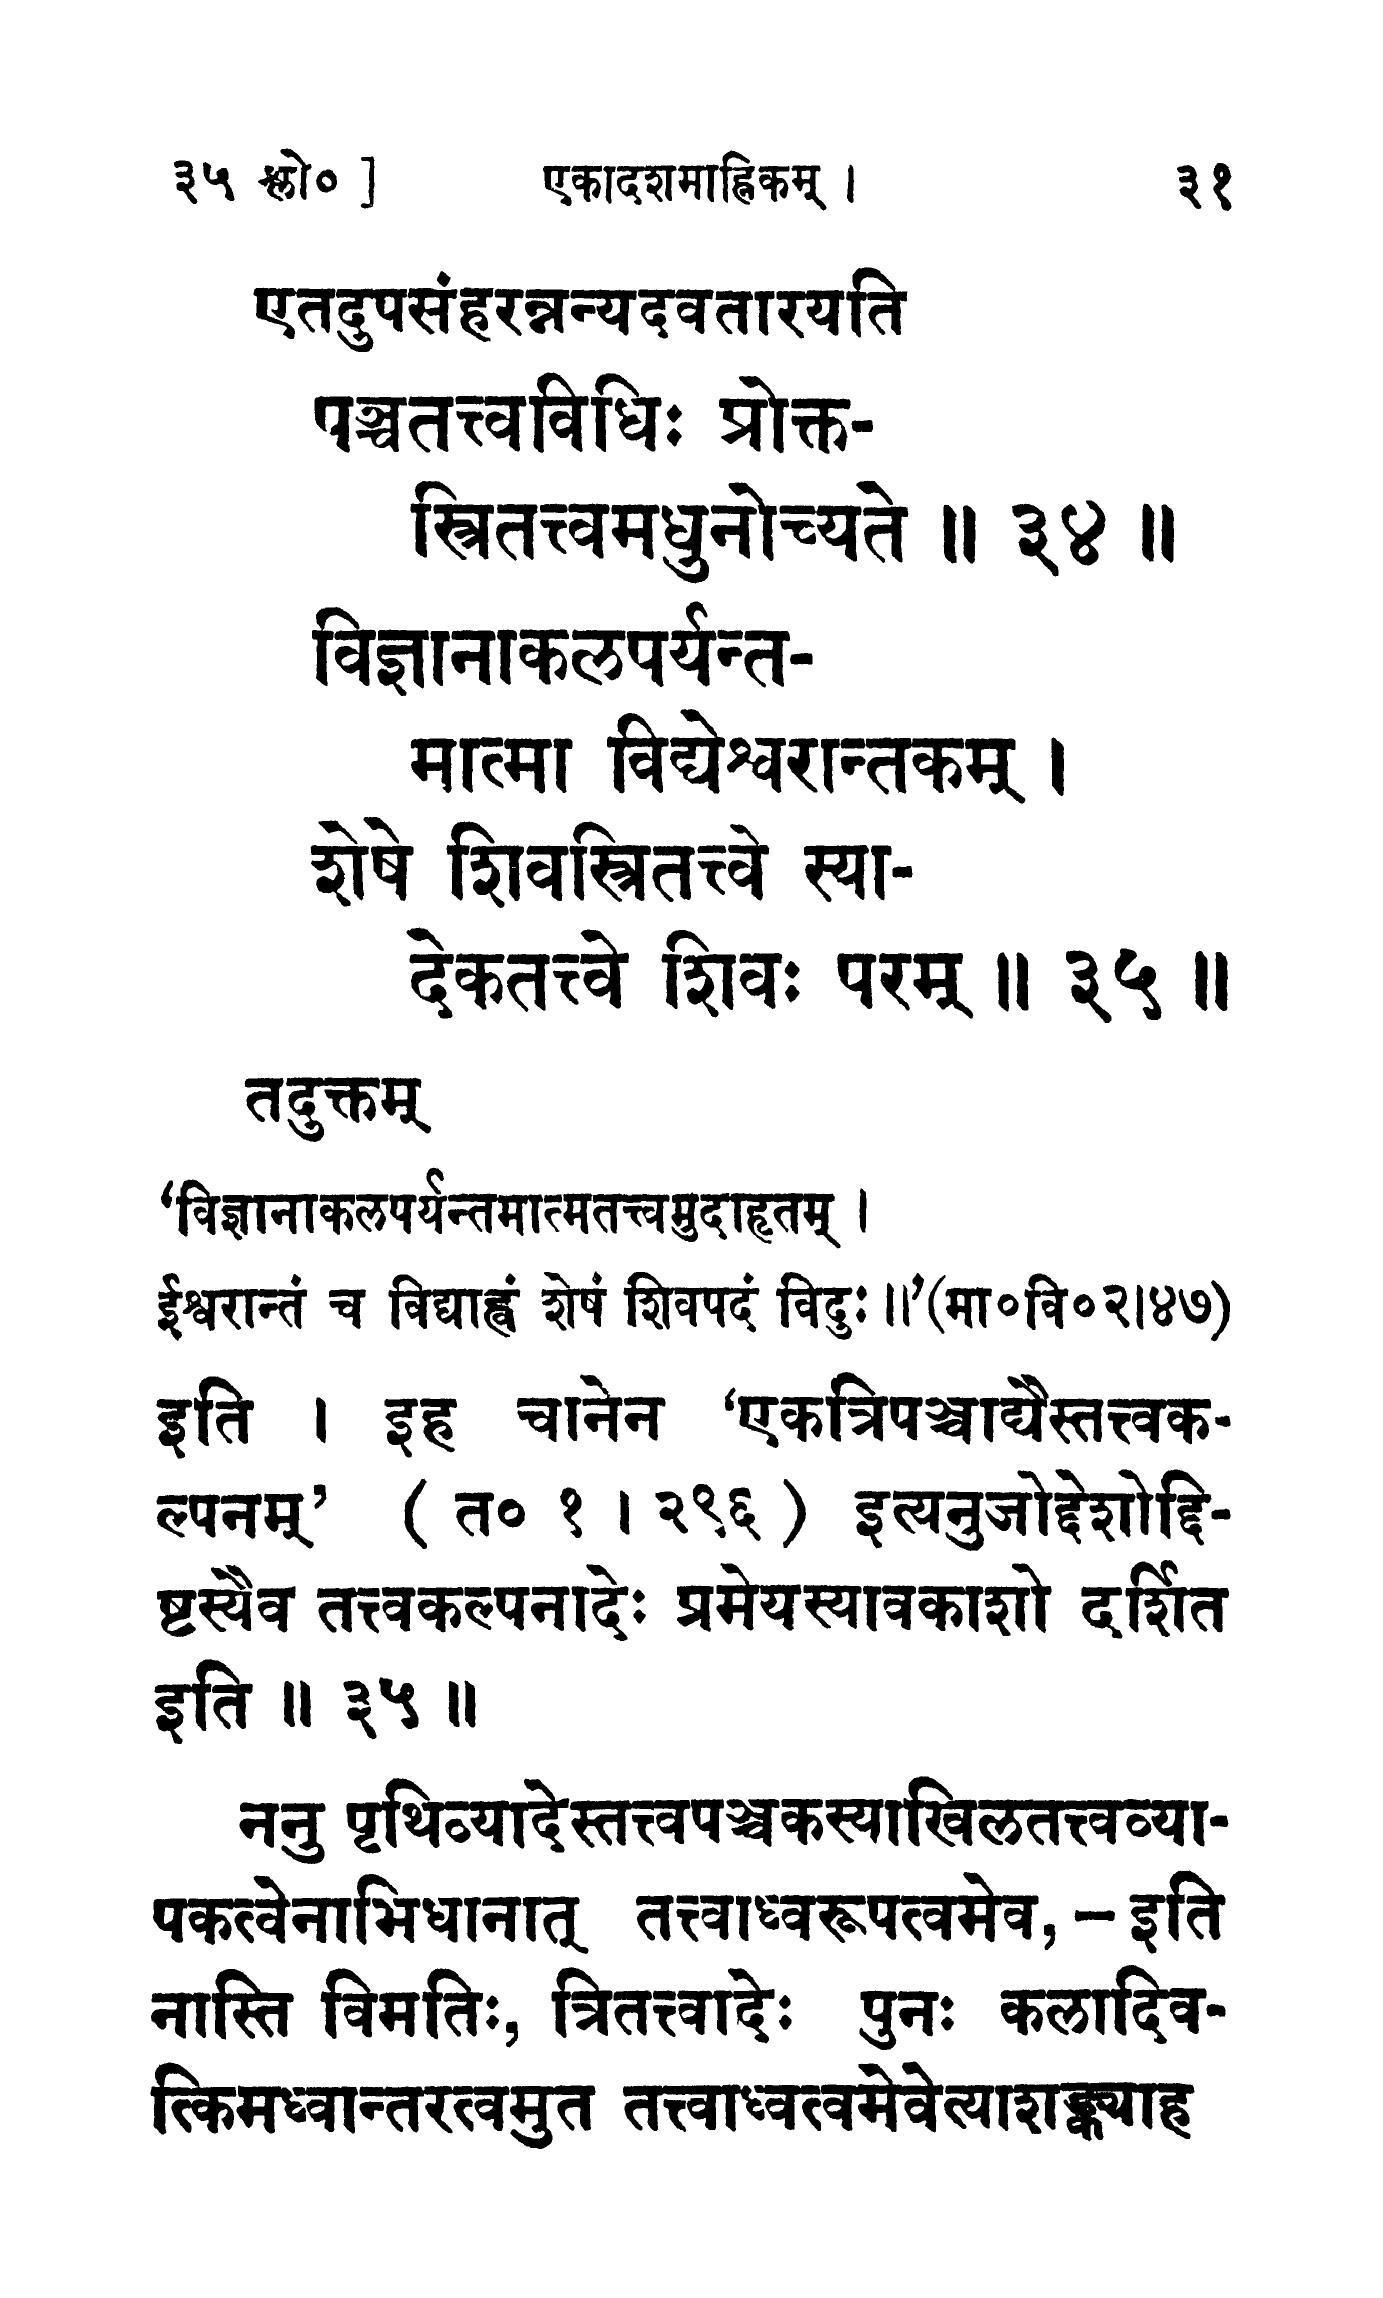 ३५ श्लो० ] एकादशमाह्निकम् । ३१
एतदुपसंहरन्नन्यदवतारयति
पञ्चतत्त्वविधिः प्रोक्त-
स्त्रितत्त्वमधुनोच्यते ॥ ३४ ॥
विज्ञानाकलपर्यन्त-
मात्मा विद्येश्वरान्तकम् ।
शेषे शिवस्त्रितत्त्वे स्या-
देकतत्त्वे शिवः परम् ॥ ३५ ॥
तदुक्तम्
‘विज्ञानाकलपर्यन्तमात्मतत्त्वमुदाहृतम् ।
ईश्वरान्तं च विद्याह्वं शेषं शिवपदं विदुः ॥’(मा०वि०२।४७)
इति । इह चानेन ‘एकत्रिपञ्चाद्यैस्तत्त्वक-
ल्पनम्’ ( त० १ । २९६ ) इत्यनुजोद्देशोद्दि-
ष्टस्यैव तत्त्वकल्पनादेः प्रमेयस्यावकाशो दर्शित
इति ॥ ३५ ॥
ननु पृथिव्यादेस्तत्त्वपञ्चकस्याखिलतत्त्वव्या-
पकत्वेनाभिधानात् तत्त्वाध्वरूपत्वमेव, – इति
नास्ति विमतिः, त्रितत्त्वादेः पुनः कलादिव-
त्किमध्वान्तरत्वमुत तत्त्वाध्वत्वमेवेत्याशङ्क्याह